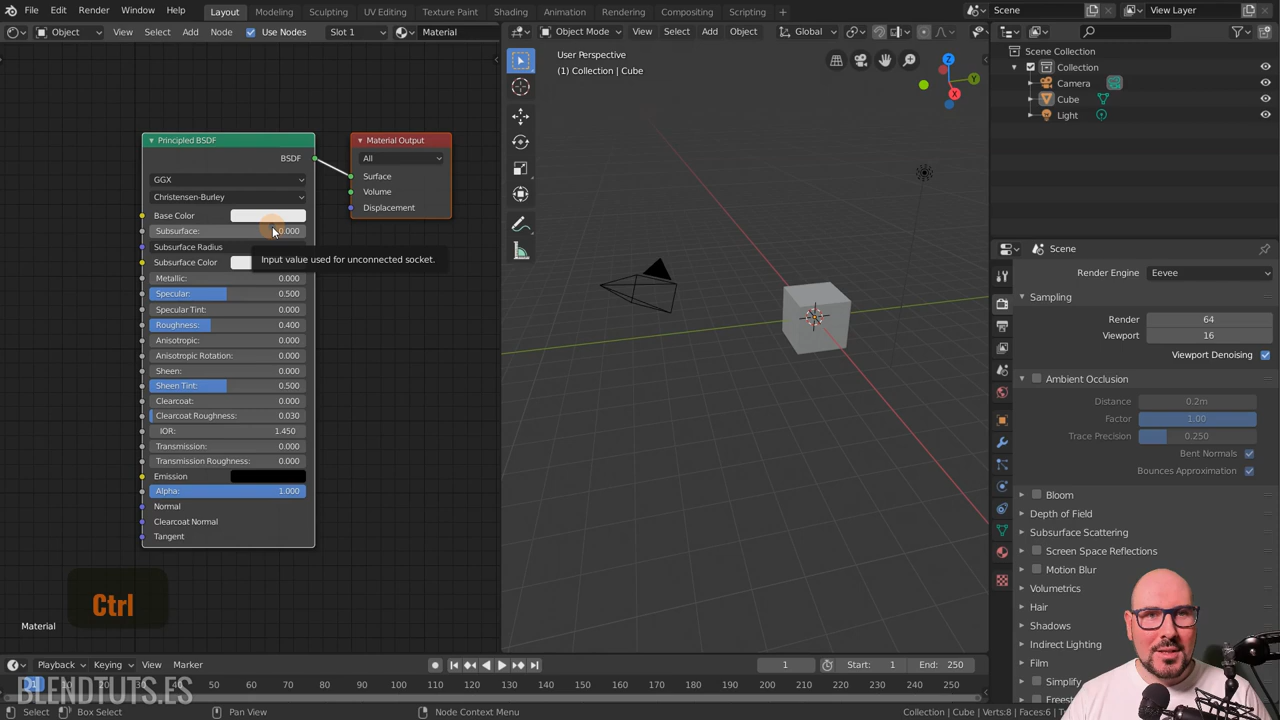 File Edit Render Window Help Layout Modeling Sculpting UV Editing Texture Paint Shading Animation Rendering Compositing Scripting + Scene View Layer
Object View Select Add Node Use Nodes Slot 1 Material Object Mode View Select Add Object Global
User Perspective
(1) Collection | Cube
X
Y
Z
Scene Collection
Collection
Camera
Cube
Light
Principled BSDF
BSDF
GGX
Christensen-Burley
Base Color
Subsurface: 0.000
Subsurface Radius
Subsurface Color
Metallic: 0.000
Specular: 0.500
Specular Tint: 0.000
Roughness: 0.400
Anisotropic: 0.000
Anisotropic Rotation: 0.000
Sheen: 0.000
Sheen Tint: 0.500
Clearcoat: 0.000
Clearcoat Roughness: 0.030
IOR: 1.450
Transmission: 0.000
Transmission Roughness: 0.000
Emission
Alpha: 1.000
Normal
Clearcoat Normal
Tangent
Material Output
All
Surface
Volume
Displacement
Input value used for unconnected socket.
Scene
Render Engine Eevee
Sampling
Render 64
Viewport 16
Viewport Denoising
Ambient Occlusion
Distance 0.2m
Factor 1.00
Trace Precision 0.250
Bent Normals
Bounces Approximation
Bloom
Depth of Field
Subsurface Scattering
Screen Space Reflections
Motion Blur
Volumetrics
Hair
Shadows
Indirect Lighting
Film
Simplify
Ctrl
Material
Playback Keying View Marker 1 Start: 1 End: 250
20 30 40 50 60 70 80 90 100 110 120 130 140 150 160 170 180 190 200 210 220 230 240 250
BLENDTUTS.ES
Select Box Select Pan View Node Context Menu Collection | Cube | Verts:8 | Faces:6 |